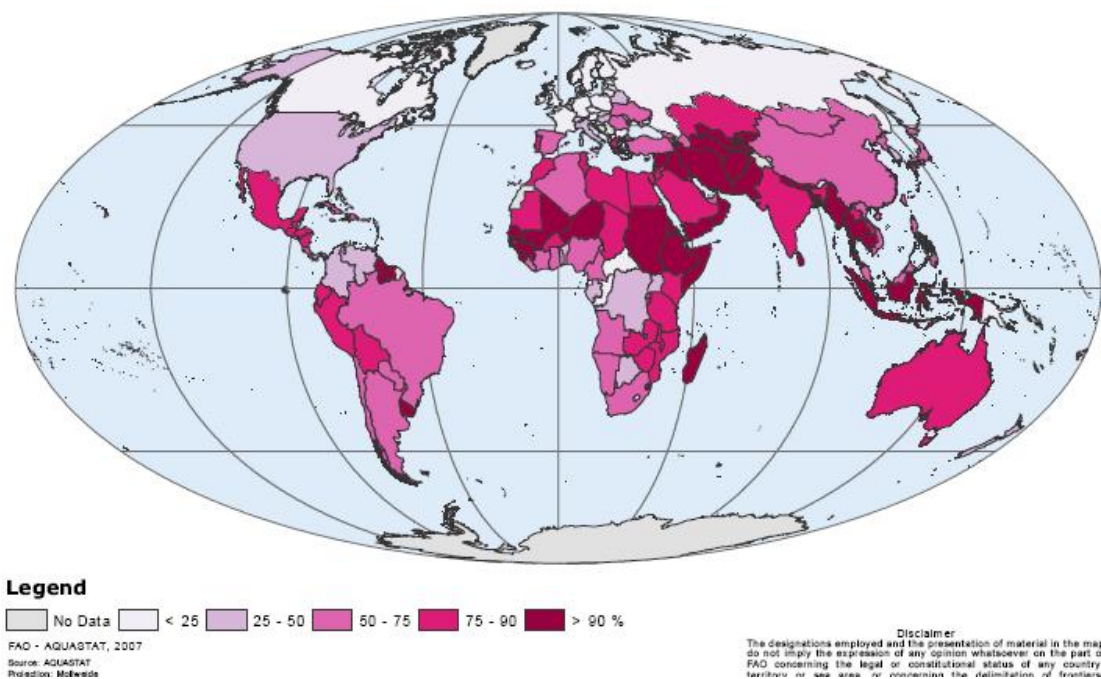 Legend
No Data < 25 25 - 50 50 - 75 75 - 90 > 90 %
FAO - AQUASTAT, 2007
Source: AQUASTAT
Projection: Mollweide
Disclaimer
The designations employed and the presentation of material in the map
do not imply the expression of any opinion whatsoever on the part o
FAO concerning the legal or constitutional status of any country
territory or sea area, or concerning the delimitation of frontiers